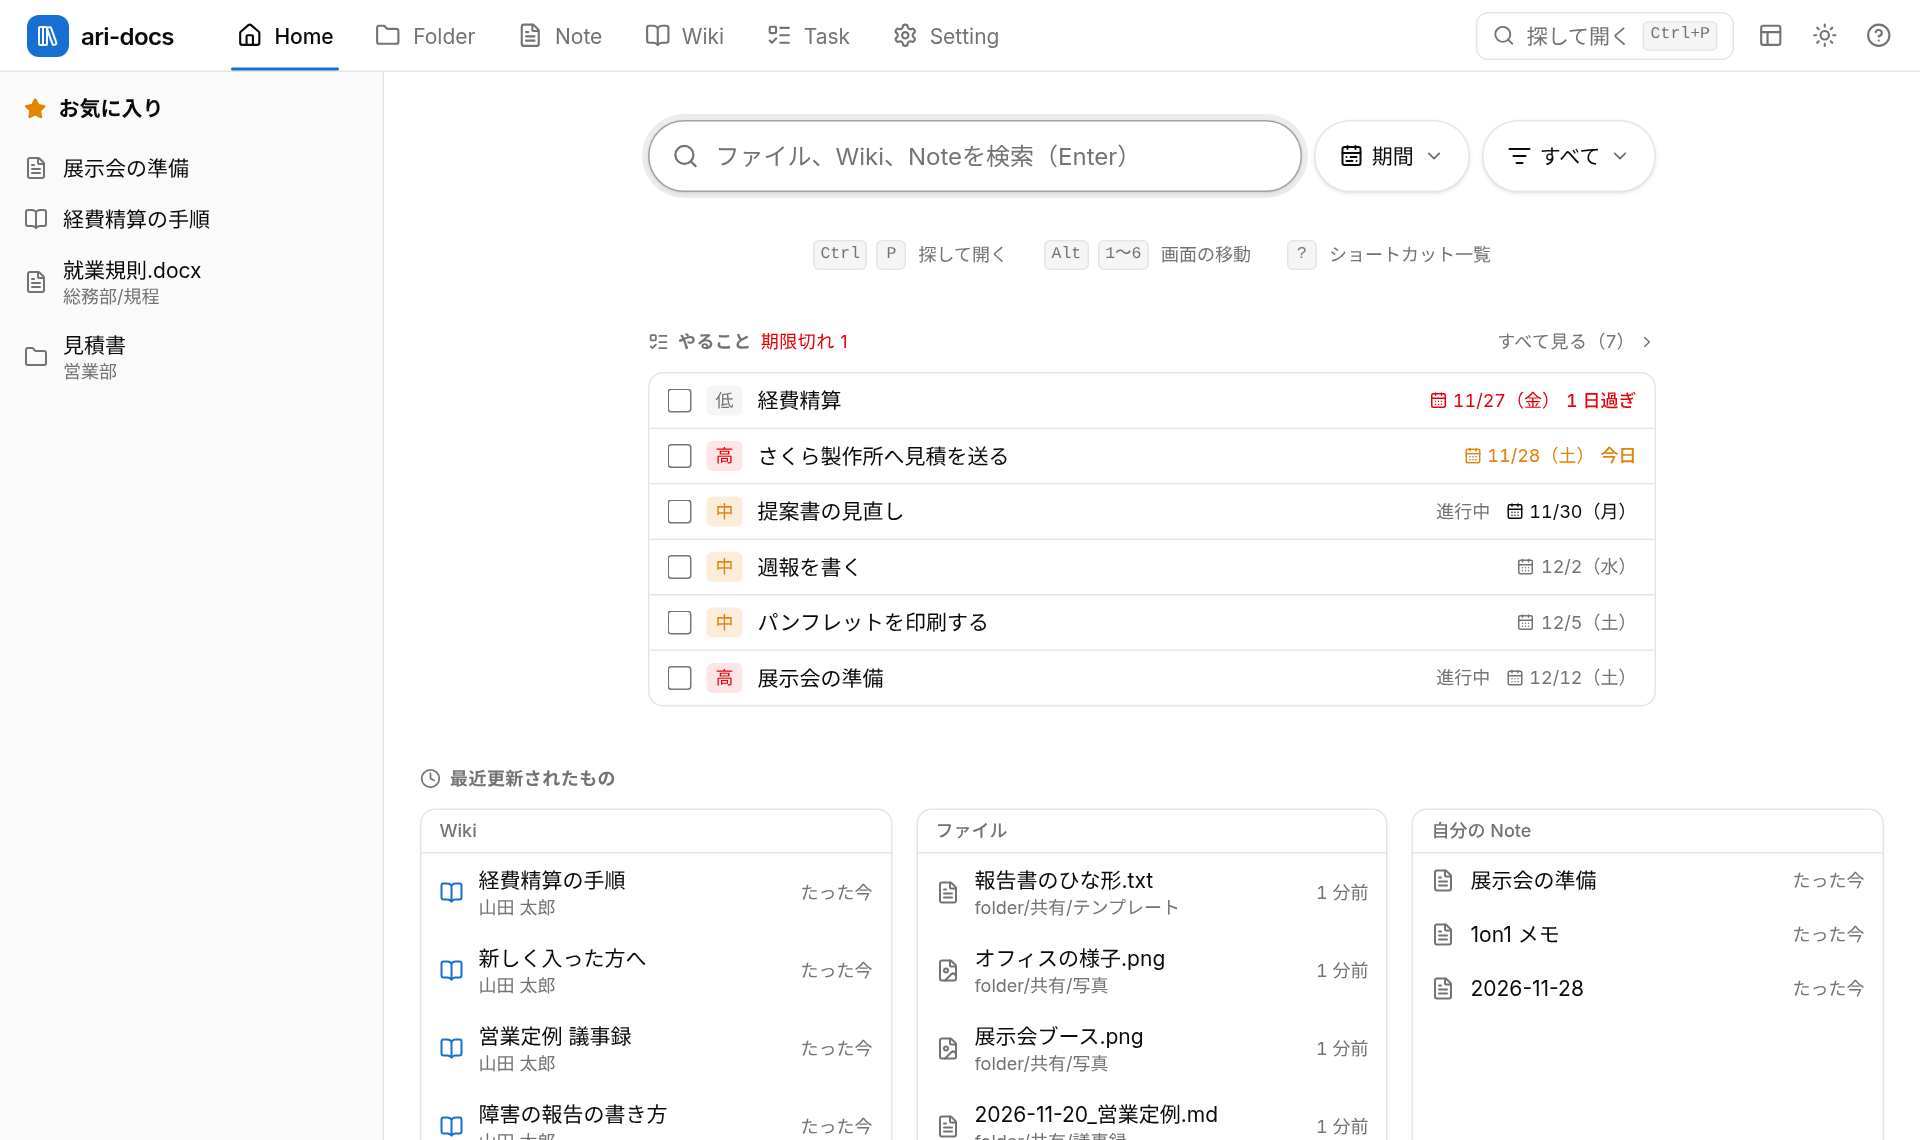 ari-docs
Home
Folder
Note
Wiki
Task
Setting
探して開く Ctrl+P
お気に入り
展示会の準備
経費精算の手順
就業規則.docx
総務部/規程
見積書
営業部
ファイル、Wiki、Noteを検索（Enter）
期間
すべて
Ctrl P 探して開く Alt 1〜6 画面の移動 ? ショートカット一覧
やること 期限切れ 1
すべて見る（7）
低 経費精算 11/27（金） 1 日過ぎ
高 さくら製作所へ見積を送る 11/28（土） 今日
中 提案書の見直し 進行中 11/30（月）
中 週報を書く 12/2（水）
中 パンフレットを印刷する 12/5（土）
高 展示会の準備 進行中 12/12（土）
最近更新されたもの
Wiki
経費精算の手順 たった今
山田 太郎
新しく入った方へ たった今
山田 太郎
営業定例 議事録 たった今
山田 太郎
障害の報告の書き方 たった今
山田 太郎
ファイル
報告書のひな形.txt 1 分前
folder/共有/テンプレート
オフィスの様子.png 1 分前
folder/共有/写真
展示会ブース.png 1 分前
folder/共有/写真
2026-11-20_営業定例.md 1 分前
folder/共有/議事録
自分の Note
展示会の準備 たった今
1on1 メモ たった今
2026-11-28 たった今